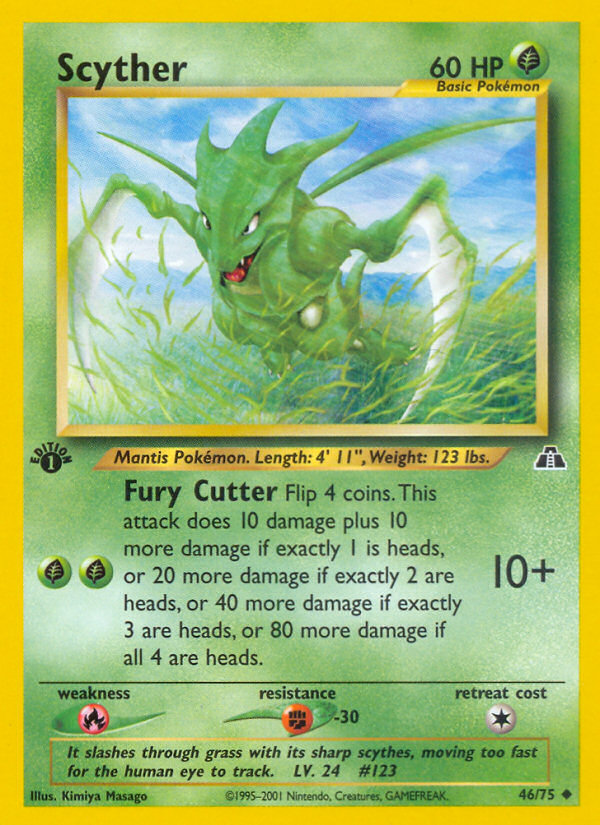 Scyther
60 HP
Basic Pokémon
EDITION
1
Mantis Pokémon. Length: 4' 11", Weight: 123 lbs.
Fury Cutter Flip 4 coins. This
attack does 10 damage plus 10
more damage if exactly 1 is heads,
or 20 more damage if exactly 2 are
heads, or 40 more damage if exactly
3 are heads, or 80 more damage if
all 4 are heads.
10+
weakness
resistance
retreat cost
-30
It slashes through grass with its sharp scythes, moving too fast
for the human eye to track. LV. 24 #123
Illus. Kimiya Masago
©1995-2001 Nintendo, Creatures, GAMEFREAK.
46/75